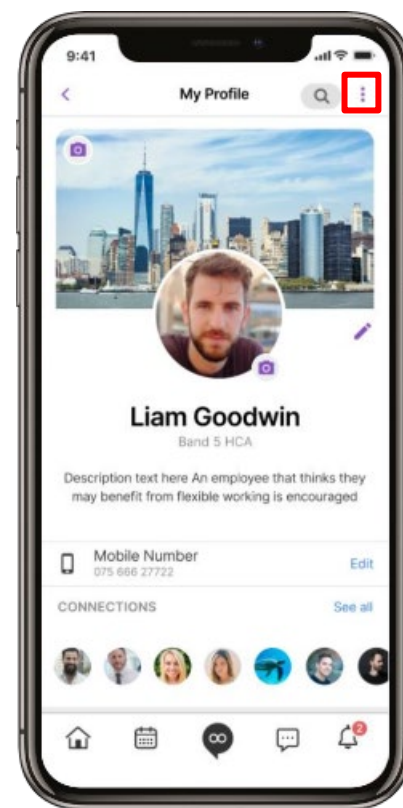 9:41
My Profile
Liam Goodwin
Band 5 HCA
Description text here An employee that thinks they
may benefit from flexible working is encouraged
Mobile Number
075 666 27722
Edit
CONNECTIONS
See all
2